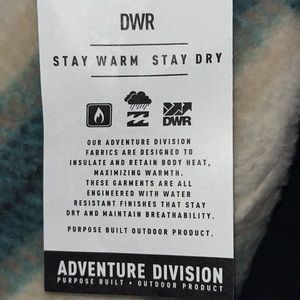 DWR
STAY WARM STAY DRY
DWR
OUR ADVENTURE DIVISION
FABRICS ARE DESIGNED TO
INSULATE AND RETAIN BODY HEAT,
MAXIMIZING WARMTH.
THESE GARMENTS ARE ALL
ENGINEERED WITH WATER
RESISTANT FINISHES THAT STAY
DRY AND MAINTAIN BREATHABILITY.
PURPOSE BUILT OUTDOOR PRODUCT.
ADVENTURE DIVISION
PURPOSE BUILT • OUTDOOR PRODUCT